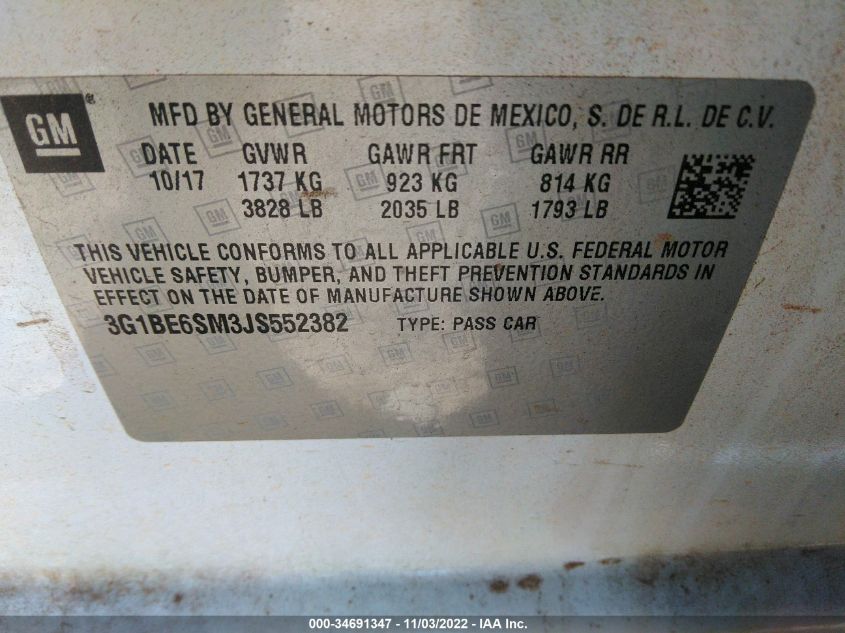 GM
MFD BY GENERAL MOTORS DE MEXICO, S. DE R.L. DE C.V.
DATE GVWR GAWR FRT GAWR RR
10/17 1737 KG 923 KG 814 KG
3828 LB 2035 LB 1793 LB
THIS VEHICLE CONFORMS TO ALL APPLICABLE U.S. FEDERAL MOTOR
VEHICLE SAFETY, BUMPER, AND THEFT PREVENTION STANDARDS IN
EFFECT ON THE DATE OF MANUFACTURE SHOWN ABOVE.
3G1BE6SM3JS552382 TYPE: PASS CAR
000-34691347 - 11/03/2022 - IAA Inc.